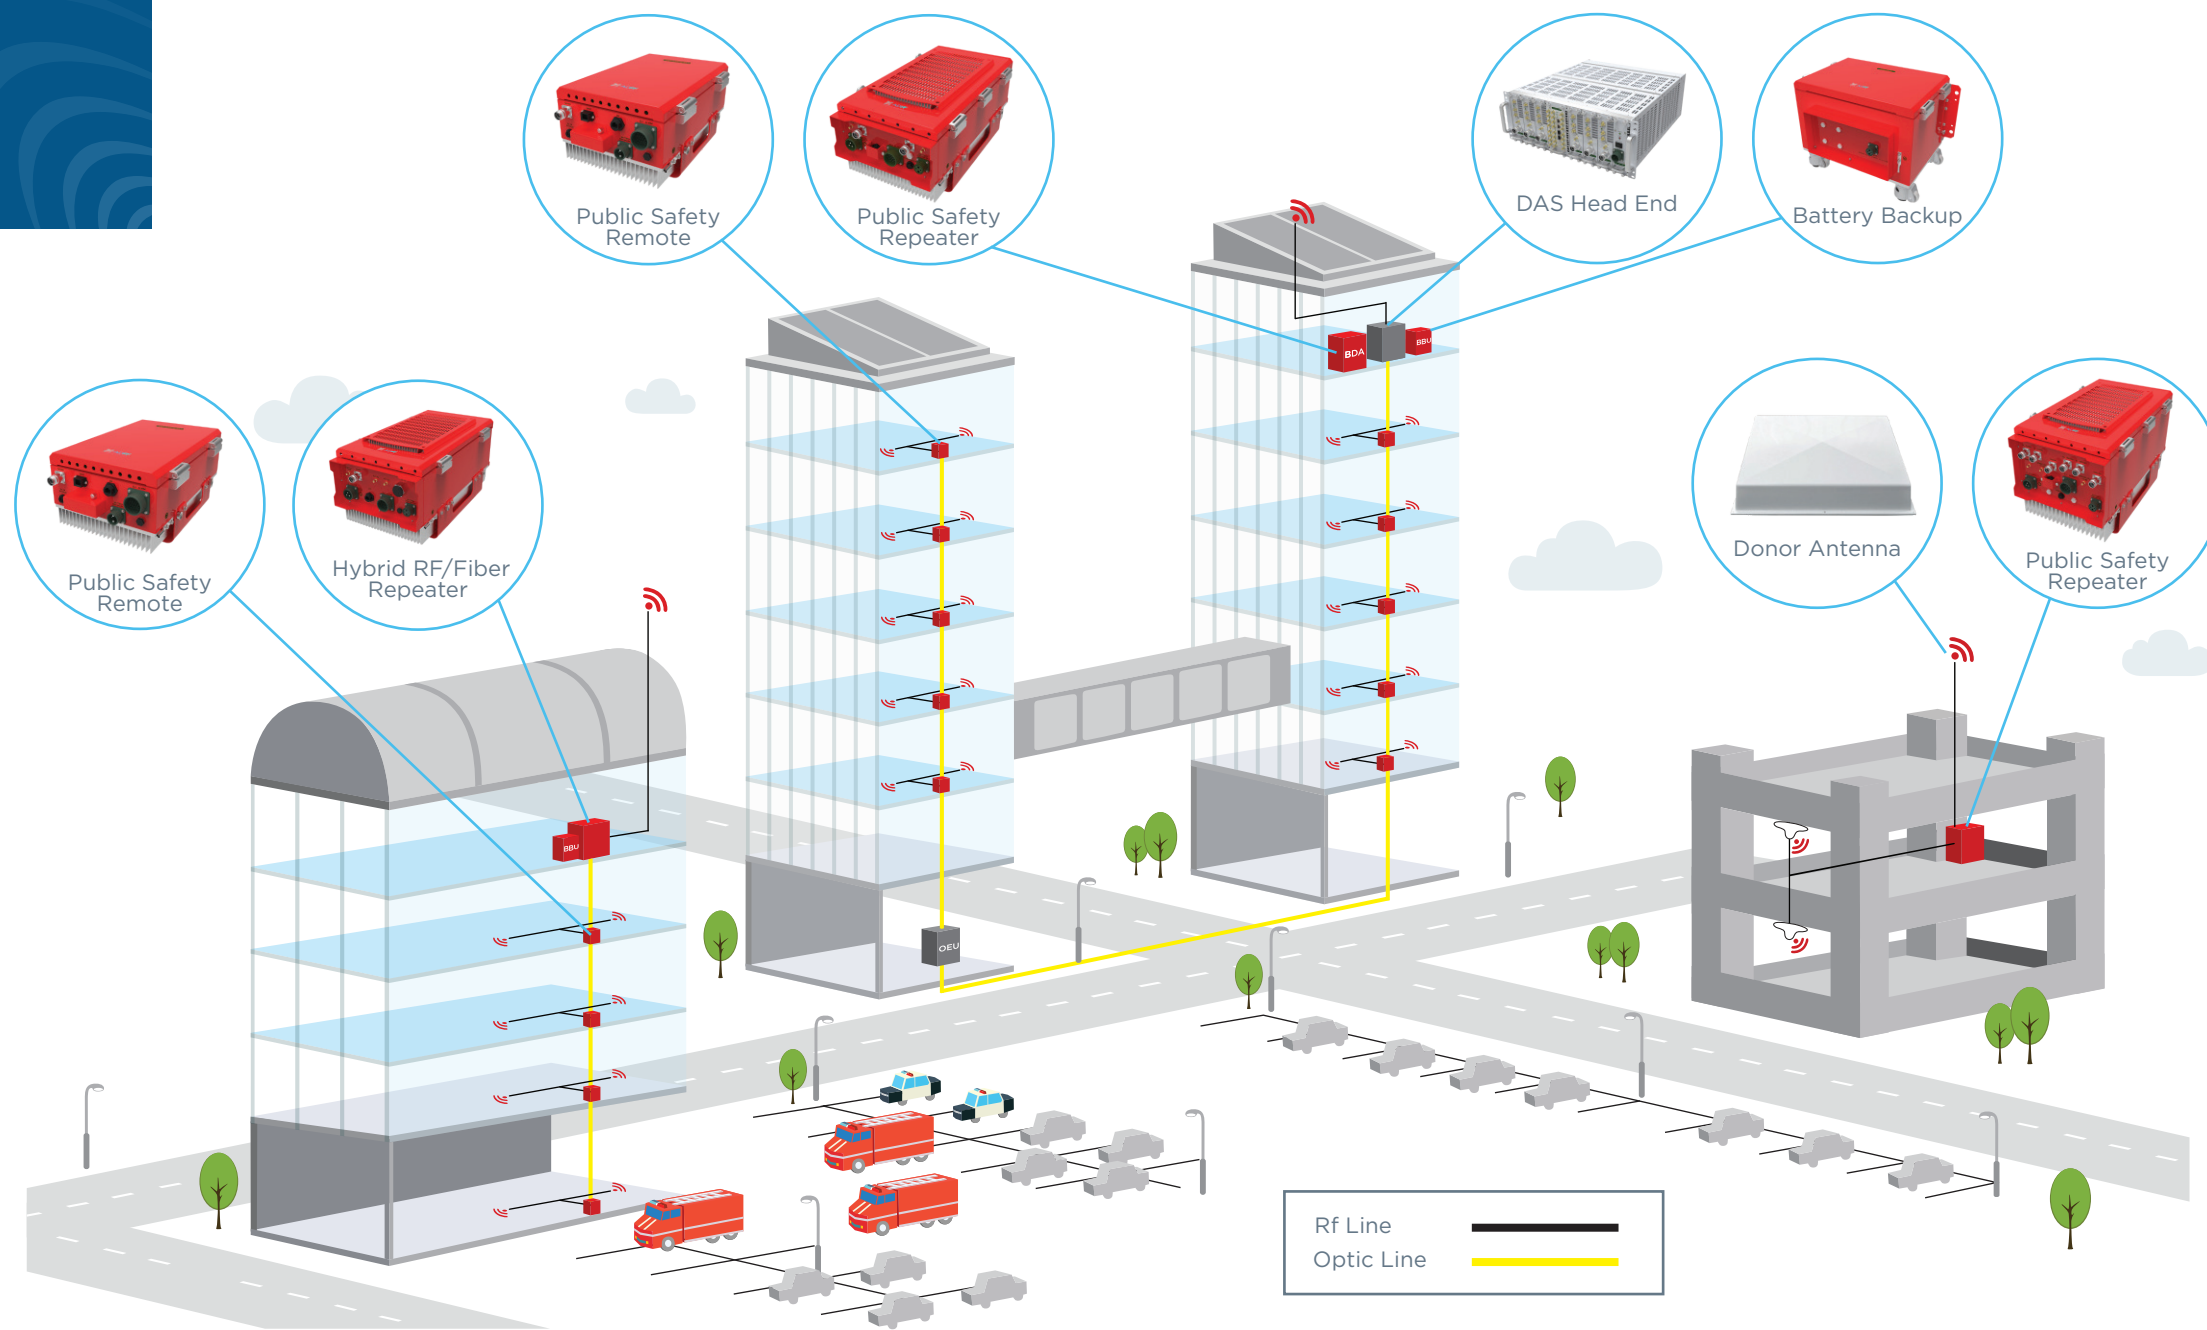 Public Safety
Remote
Public Safety
Repeater
DAS Head End
Battery Backup
Public Safety
Remote
Hybrid RF/Fiber
Repeater
Donor Antenna
Public Safety
Repeater
BDA
BBU
BBU
OEU
Rf Line
Optic Line